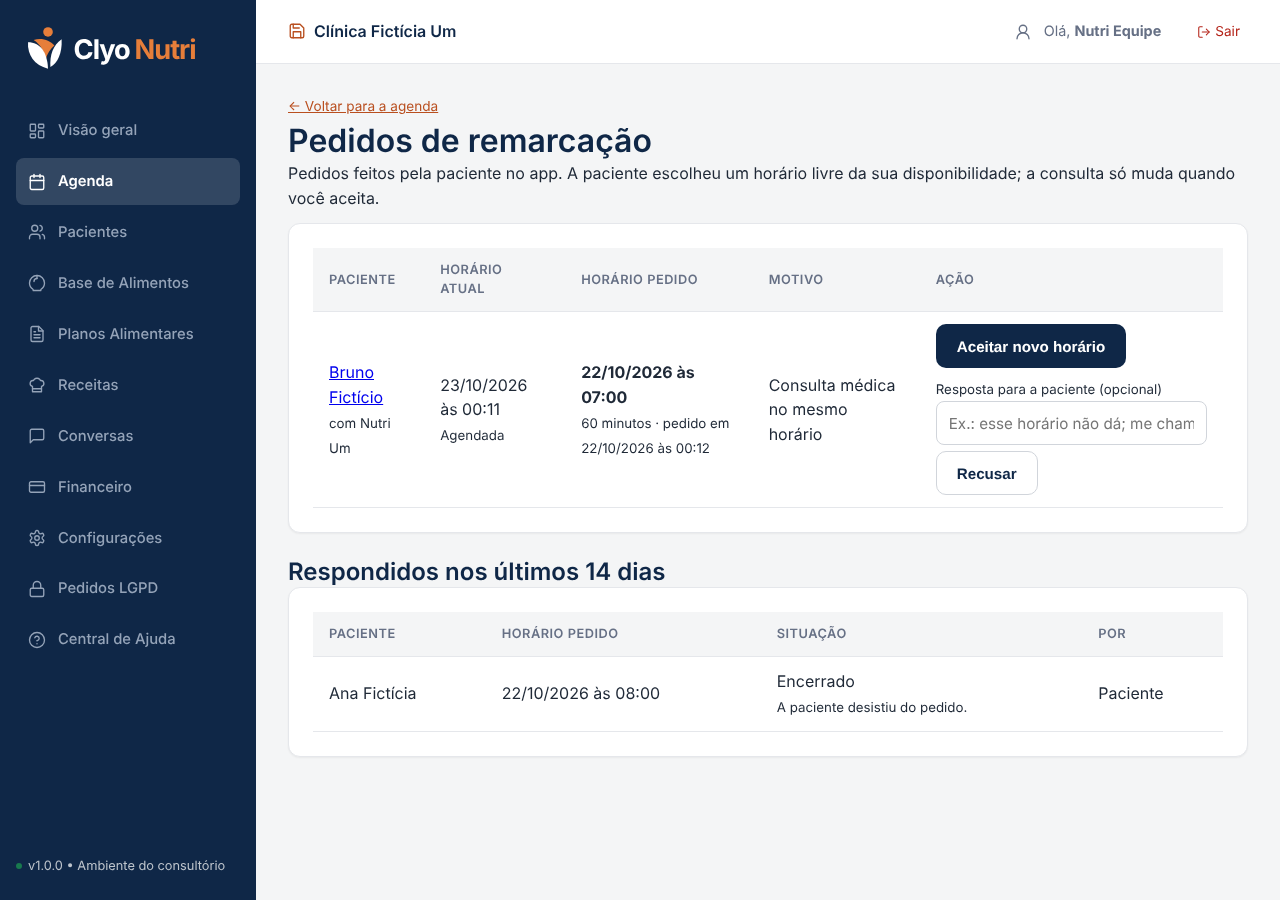 Clyo Nutri
Visão geral
Agenda
Pacientes
Base de Alimentos
Planos Alimentares
Receitas
Conversas
Financeiro
Configurações
Pedidos LGPD
Central de Ajuda
v1.0.0 • Ambiente do consultório
Clínica Fictícia Um
Olá, Nutri Equipe
Sair
← Voltar para a agenda
Pedidos de remarcação
Pedidos feitos pela paciente no app. A paciente escolheu um horário livre da sua disponibilidade; a consulta só muda quando
você aceita.
PACIENTE
HORÁRIO
ATUAL
HORÁRIO PEDIDO
MOTIVO
AÇÃO
Bruno
Fictício
com Nutri
Um
23/10/2026
às 00:11
Agendada
22/10/2026 às
07:00
60 minutos · pedido em
22/10/2026 às 00:12
Consulta médica
no mesmo
horário
Aceitar novo horário
Resposta para a paciente (opcional)
Ex.: esse horário não dá; me cham
Recusar
Respondidos nos últimos 14 dias
PACIENTE
HORÁRIO PEDIDO
SITUAÇÃO
POR
Ana Fictícia
22/10/2026 às 08:00
Encerrado
A paciente desistiu do pedido.
Paciente